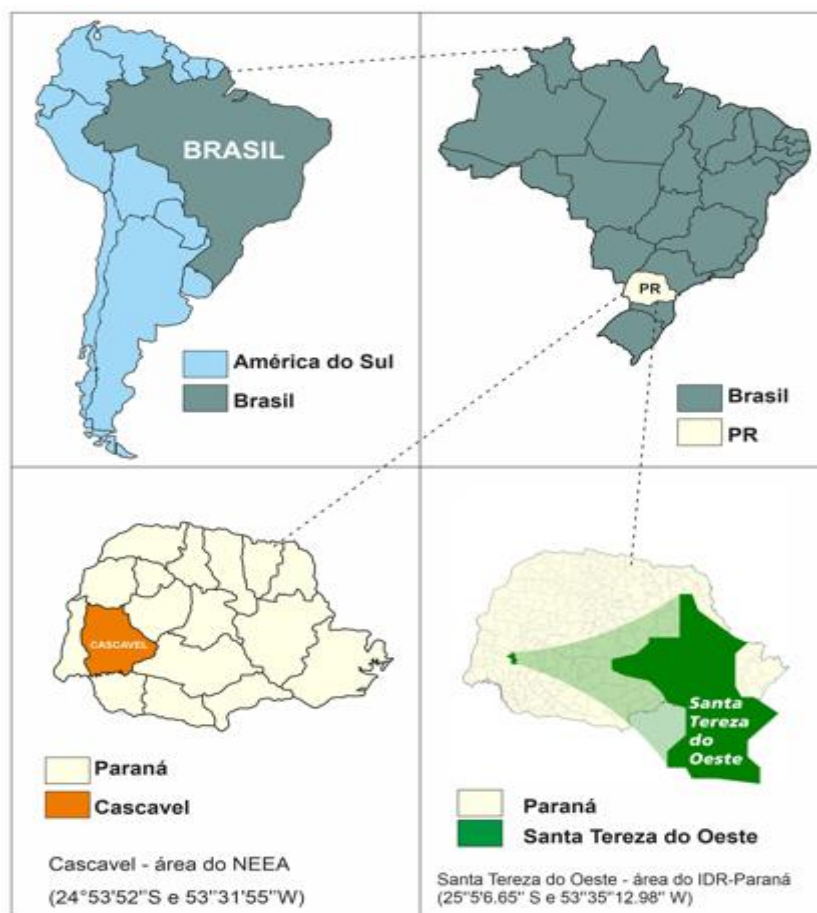 BRASIL
América do Sul
Brasil
PR
Brasil
PR
CASCAVEL
Paraná
Cascavel
Cascavel - área do NEEA
(24°53'52"S e 53°31'55"W)
Santa
Tereza
do
Oeste
Paraná
Santa Tereza do Oeste
Santa Tereza do Oeste - área do IDR-Paraná
(25°5'6.65" S e 53°35"12.98" W)